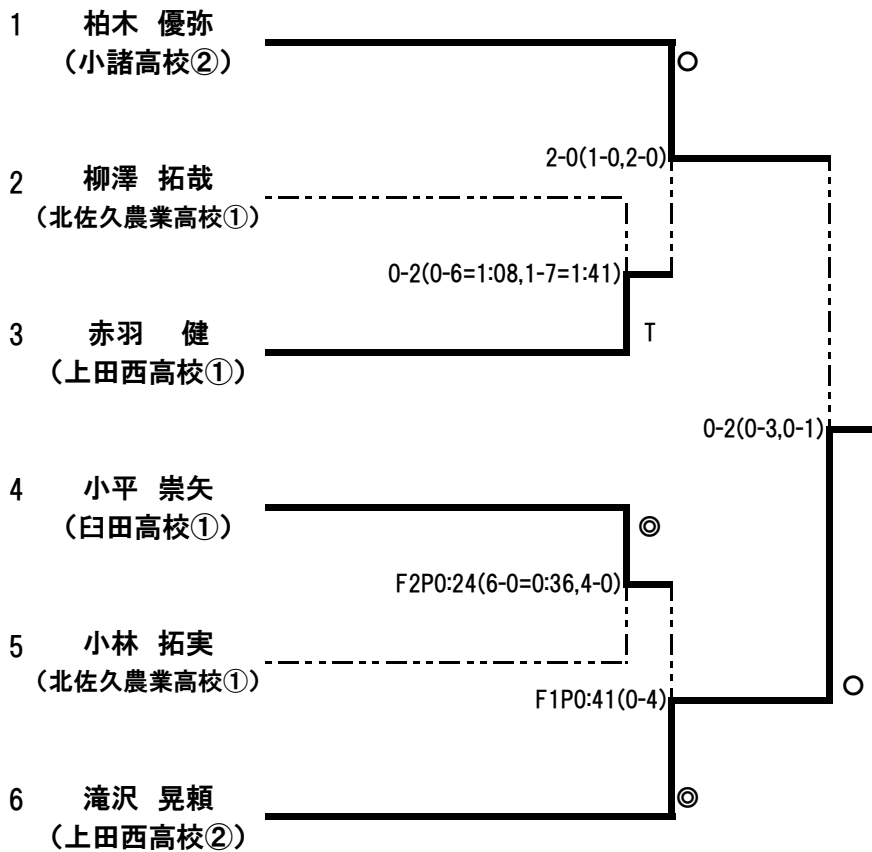 1 柏木 優弥
(小諸高校②)
○
2-0(1-0,2-0)
2 柳澤 拓哉
(北佐久農業高校①)
0-2(0-6=1:08,1-7=1:41)
3 赤羽 健
T
(上田西高校①)
0-2(0-3,0-1)
4 小平 崇矢
(臼田高校①)
◎
F2P0:24(6-0=0:36,4-0)
5 小林 拓実
(北佐久農業高校①)
○
F1P0:41(0-4)
6 滝沢 晃頼
◎
(上田西高校②)